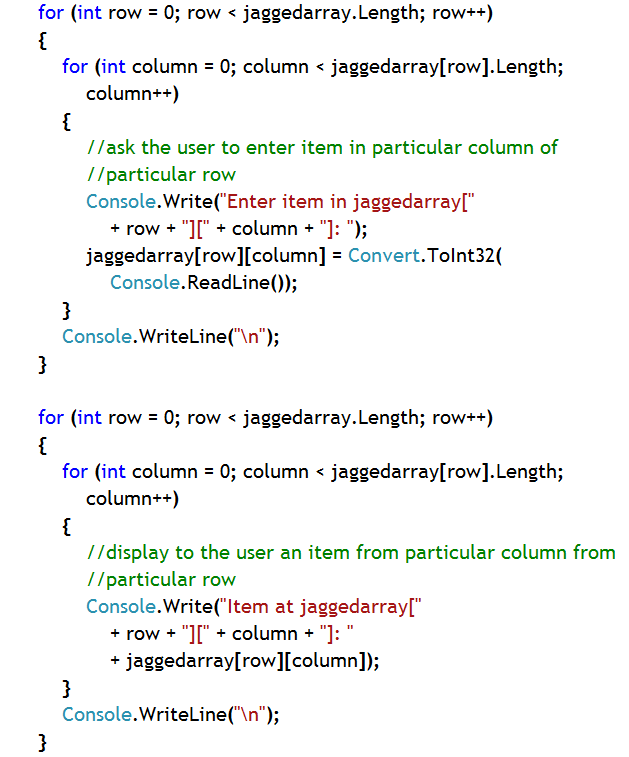 for (int row = 0; row < jaggedarray.Length; row++)
{
for (int column = 0; column < jaggedarray[row].Length;
column++)
{
//ask the user to enter item in particular column of
//particular row
Console.Write("Enter item in jaggedarray["
+ row + "][" + column + "]: ");
jaggedarray[row][column] = Convert.ToInt32(
Console.ReadLine());
}
Console.WriteLine("\n");
}
for (int row = 0; row < jaggedarray.Length; row++)
{
for (int column = 0; column < jaggedarray[row].Length;
column++)
{
//display to the user an item from particular column from
//particular row
Console.Write("Item at jaggedarray["
+ row + "][" + column + "]: "
+ jaggedarray[row][column]);
}
Console.WriteLine("\n");
}